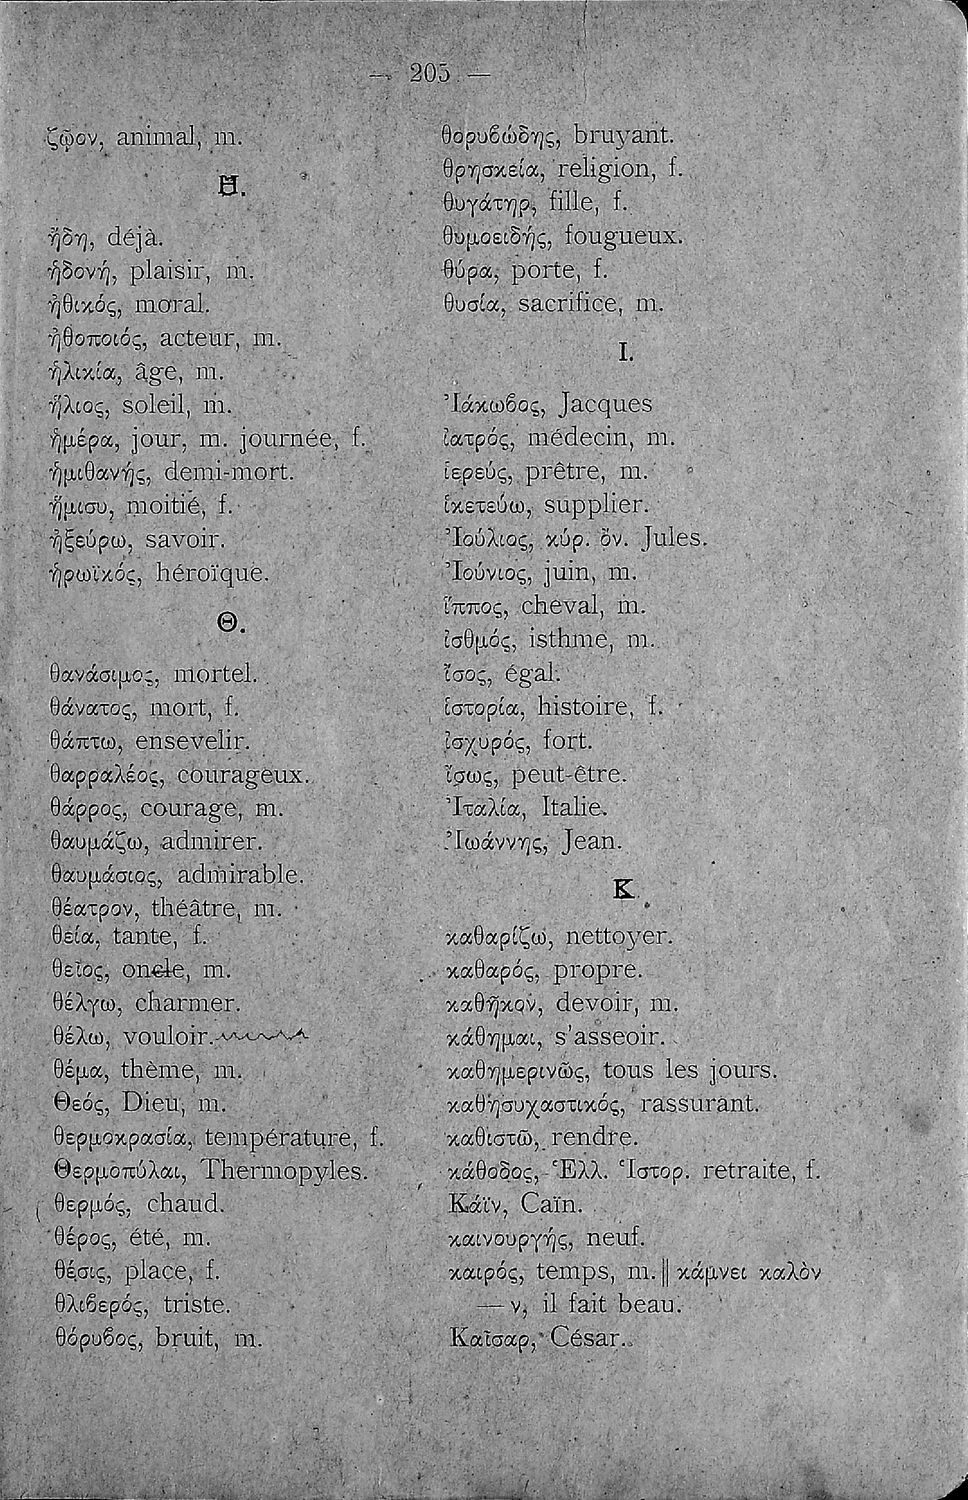 — 205 —
ζῷον, animal, m.
H.
ἤδη, déjà.
ἡδονή, plaisir, m.
ἠθικός, moral.
ἠθοποιός, acteur, m.
ἡλικία, âge, m.
ἥλιος, soleil, m.
ἡμέρα, jour, m. journée, f.
ἡμιθανής, demi-mort.
ἥμισυ, moitié, f.
ἠξεύρω, savoir.
ἡρωϊκός, héroïque.
Θ.
θανάσιμος, mortel.
θάνατος, mort, f.
θάπτω, ensevelir.
θαρραλέος, courageux.
θάρρος, courage, m.
θαυμάζω, admirer.
θαυμάσιος, admirable.
θέατρον, théâtre, m.
θεία, tante, f.
θεῖος, oncle, m.
θέλγω, charmer.
θέλω, vouloir.
θέμα, thème, m.
Θεός, Dieu, m.
θερμοκρασία, température, f.
Θερμοπύλαι, Thermopyles.
θερμός, chaud.
θέρος, été, m.
θέσις, place, f.
θλιϐερός, triste.
θόρυϐος, bruit, m.
θορυϐώδης, bruyant.
θρησκεία, religion, f.
θυγάτηρ, fille, f.
θυμοειδής, fougueux.
θύρα, porte, f.
θυσία, sacrifice, m.
I.
Ἰάκωϐος, Jacques
ἰατρός, médecin, m.
ἱερεύς, prêtre, m.
ἱκετεύω, supplier.
Ἰούλιος, κύρ. ὄν. Jules.
Ἰούνιος, juin, m.
ἵππος, cheval, m.
ἰσθμός, isthme, m.
ἴσος, égal.
ἱστορία, histoire, f.
ἰσχυρός, fort.
ἴσως, peut-être.
Ἰταλία, Italie.
Ἰωάννης, Jean.
K.
καθαρίζω, nettoyer.
καθαρός, propre.
καθῆκον, devoir, m.
κάθημαι, s'asseoir.
καθημερινῶς, tous les jours.
καθησυχαστικός, rassurant.
καθιστῶ, rendre.
κάθοδος, Ἑλλ. Ἱστορ. retraite, f.
Κάϊν, Caïn.
καινουργής, neuf.
καιρός, temps, m. || κάμνει καλὸν
— ν, il fait beau.
Καῖσαρ, César.